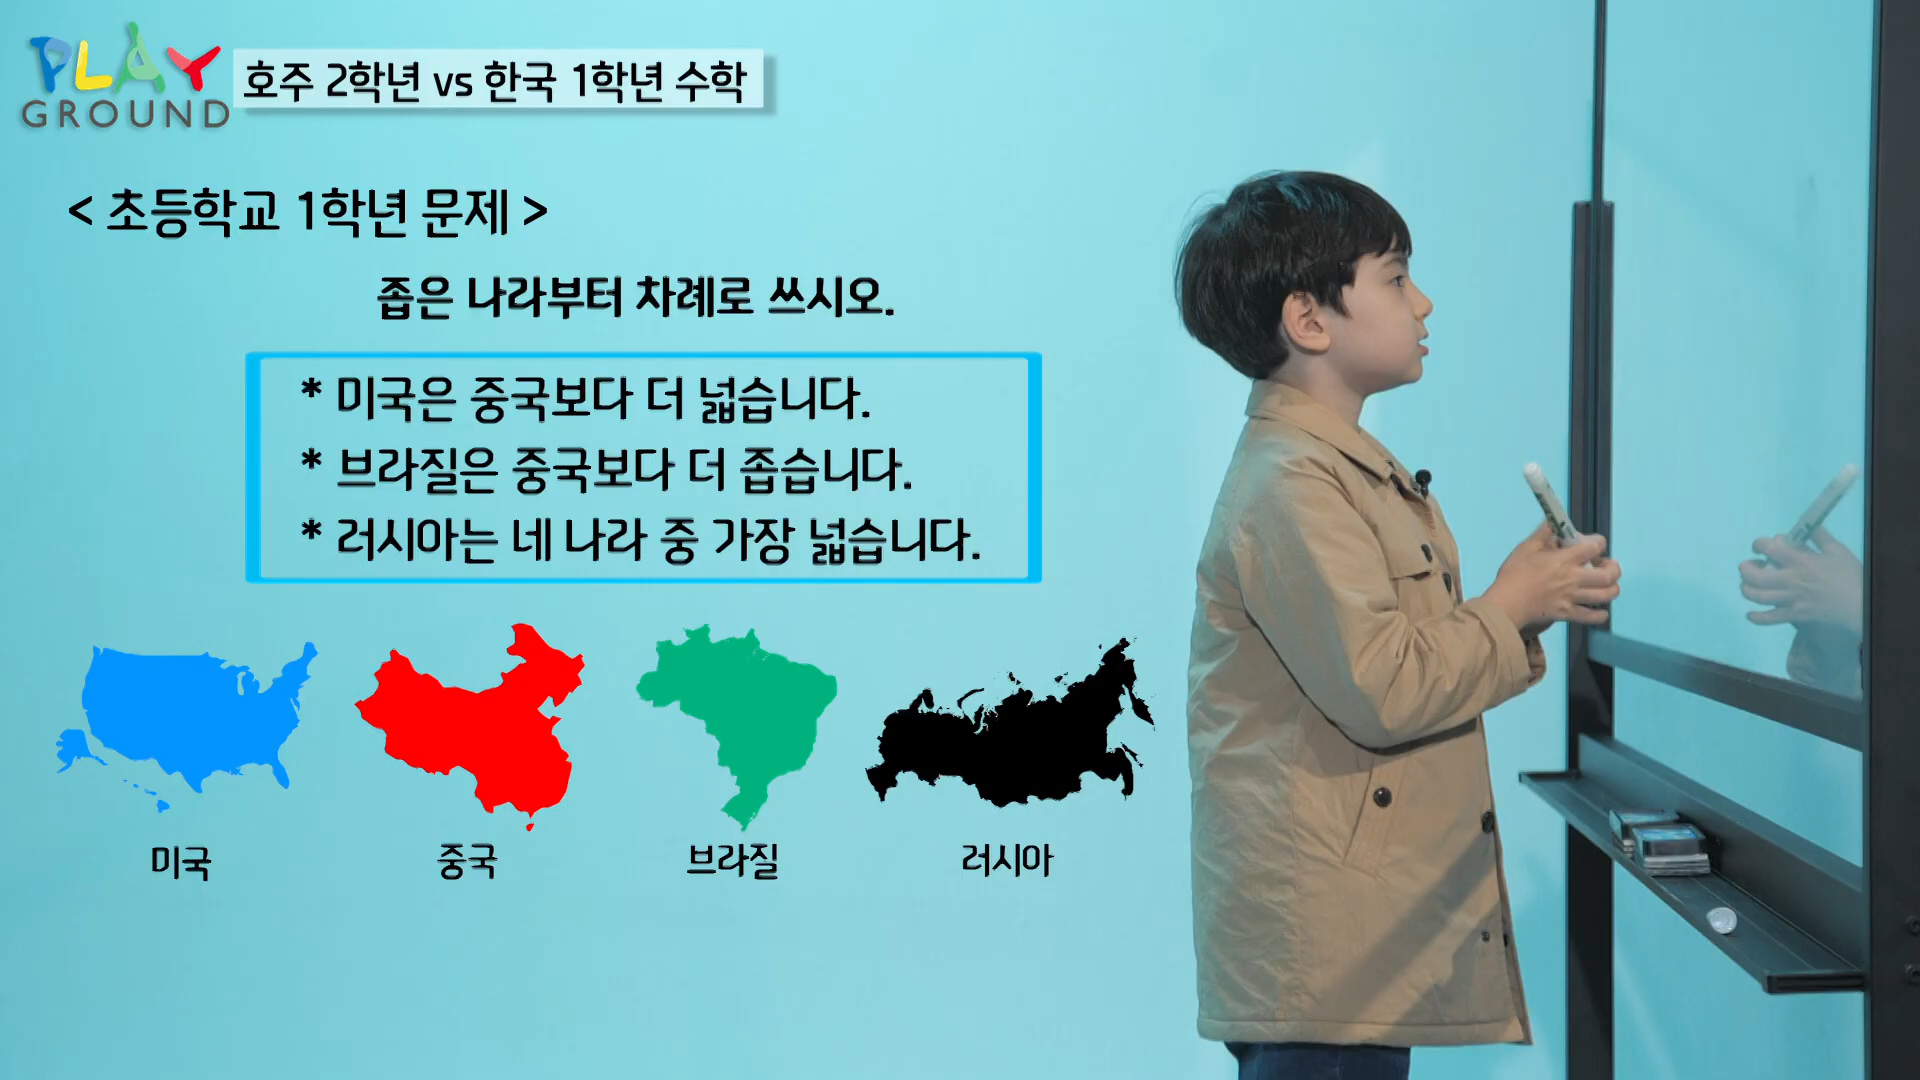 PLAY
GROUND
호주 2학년 vs 한국 1학년 수학
< 초등학교 1학년 문제 >
좁은 나라부터 차례로 쓰시오.
* 미국은 중국보다 더 넓습니다.
* 브라질은 중국보다 더 좁습니다.
* 러시아는 네 나라 중 가장 넓습니다.
미국
중국
브라질
러시아